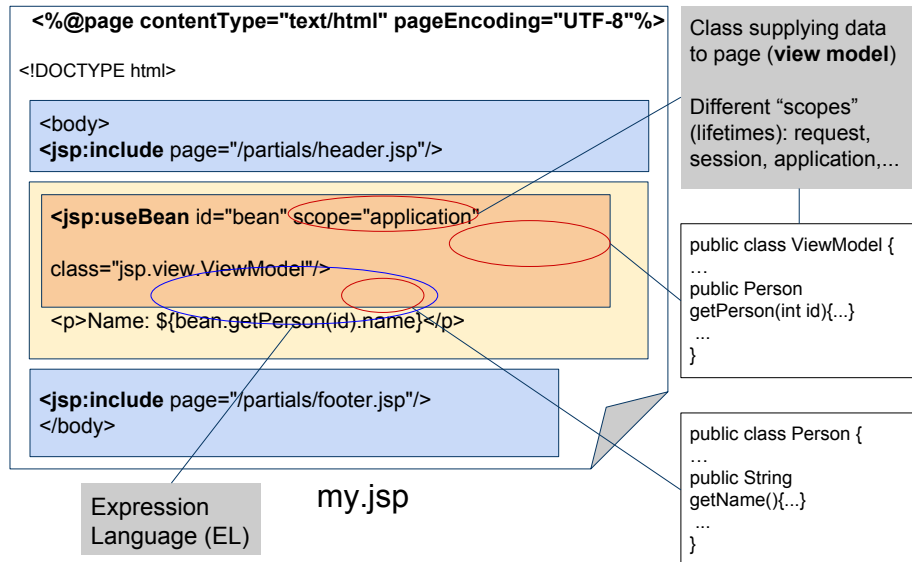 <%@page contentType="text/html" pageEncoding="UTF-8"%>
<!DOCTYPE html>
<body>
<jsp:include page="/partials/header.jsp"/>
<jsp:useBean id="bean" scope="application"
class="jsp.view.ViewModel"/>
<p>Name: ${bean.getPerson(id).name}</p>
<jsp:include page="/partials/footer.jsp"/>
</body>
my.jsp
Expression
Language (EL)
Class supplying data
to page (view model)
Different “scopes”
(lifetimes): request,
session, application,...
public class ViewModel {
…
public Person
getPerson(int id){...}
...
}
public class Person {
…
public String
getName(){...}
...
}